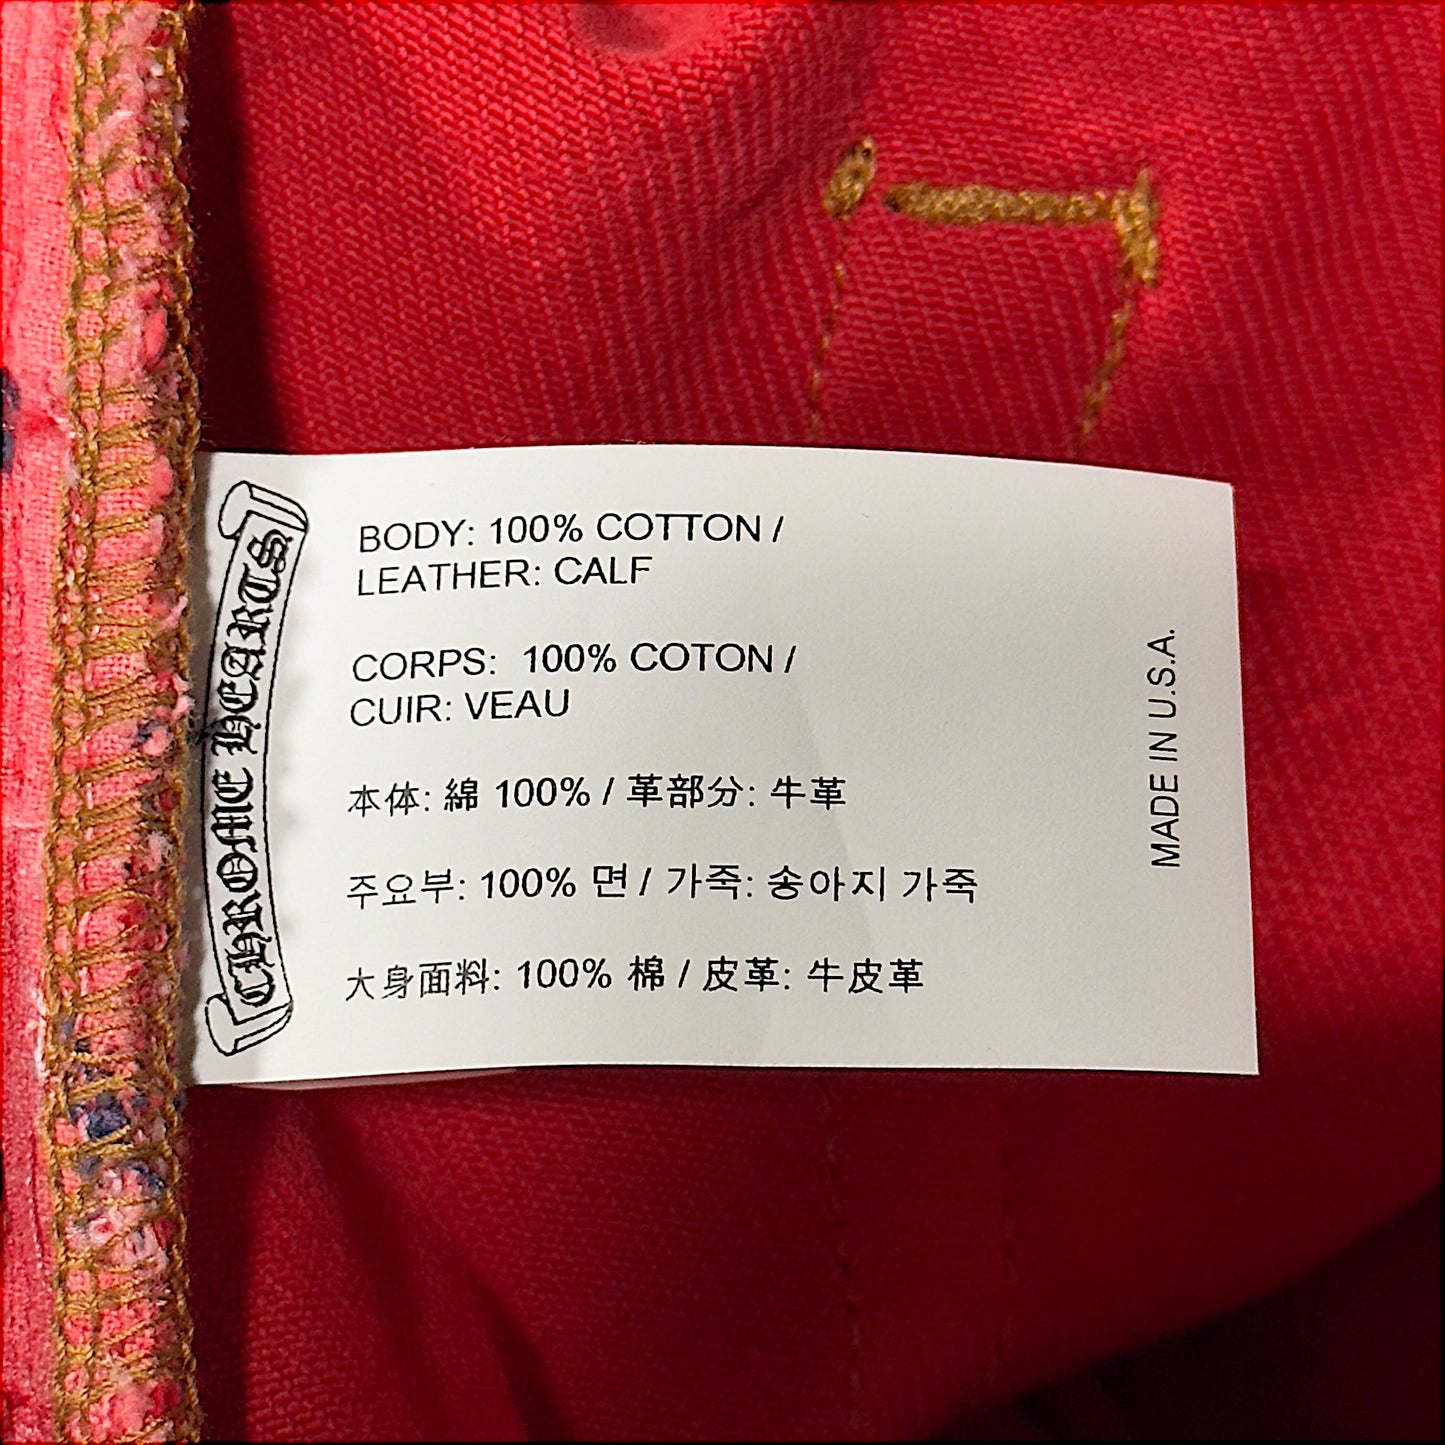 CHROME HEARTS
BODY: 100% COTTON /
LEATHER: CALF
CORPS: 100% COTON /
CUIR: VEAU
本体: 綿 100% / 革部分: 牛革
주요부: 100% 면 / 가죽: 송아지 가죽
大身面料: 100% 棉 / 皮革: 牛皮革
MADE IN U.S.A.